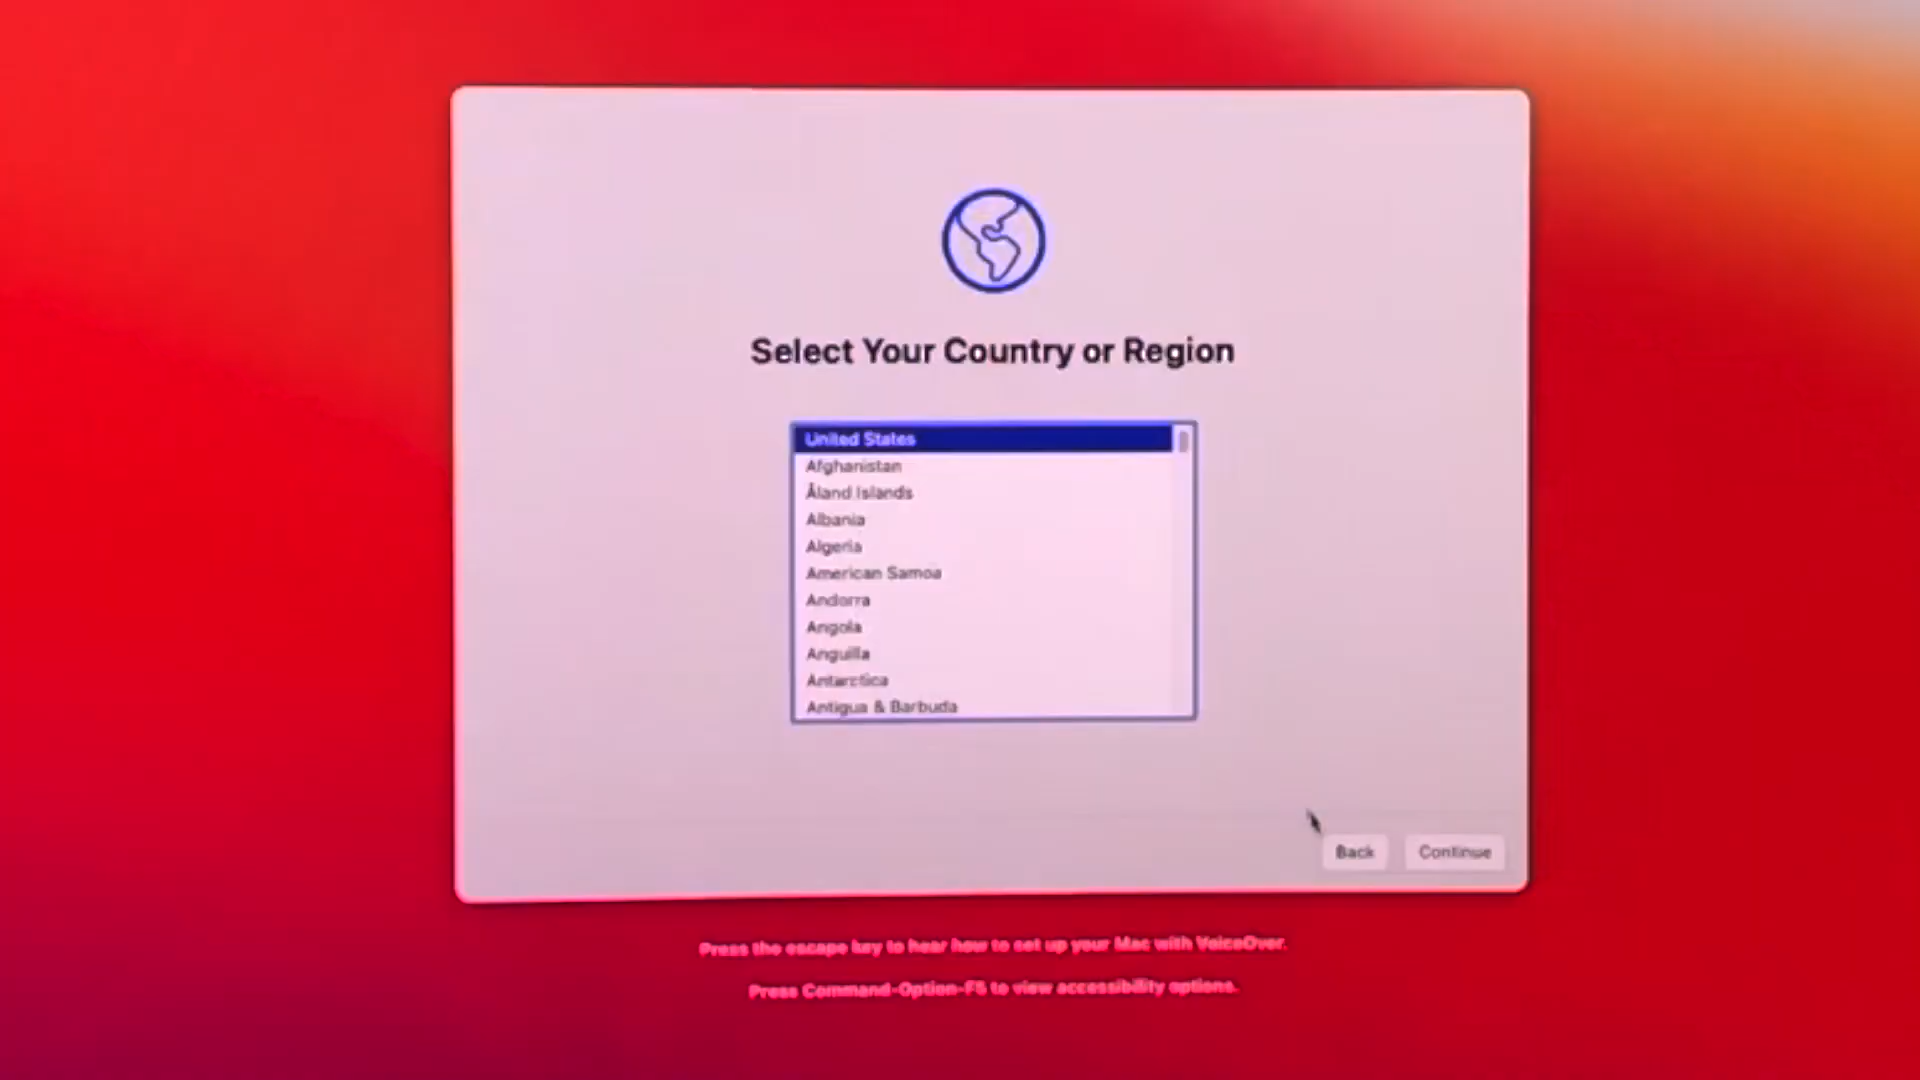 Select Your Country or Region
United States
Afghanistan
Åland Islands
Albania
Algeria
American Samoa
Andorra
Angola
Anguilla
Antarctica
Antigua & Barbuda
Back
Continue
Press the escape key to hear how to set up your Mac with VoiceOver.
Press Command-Option-F5 to view accessibility options.